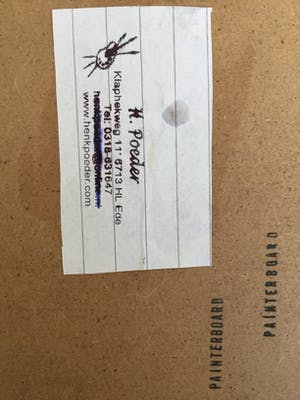 H. Poeder
Klaphekweg 11' 6713 HL Ede
Tel: 0318-631647
www.henkpoeder.com
PAINTERBOARD
PAINTERBOARD